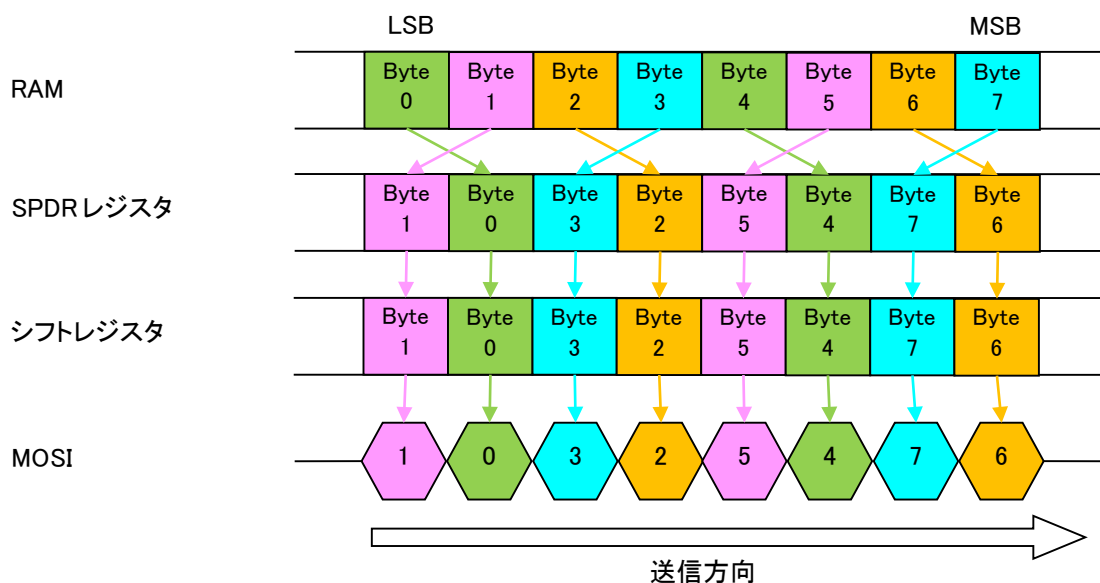 LSB MSB
RAM Byte 0 Byte 1 Byte 2 Byte 3 Byte 4 Byte 5 Byte 6 Byte 7
SPDRレジスタ Byte 1 Byte 0 Byte 3 Byte 2 Byte 5 Byte 4 Byte 7 Byte 6
シフトレジスタ Byte 1 Byte 0 Byte 3 Byte 2 Byte 5 Byte 4 Byte 7 Byte 6
MOSI 1 0 3 2 5 4 7 6
送信方向